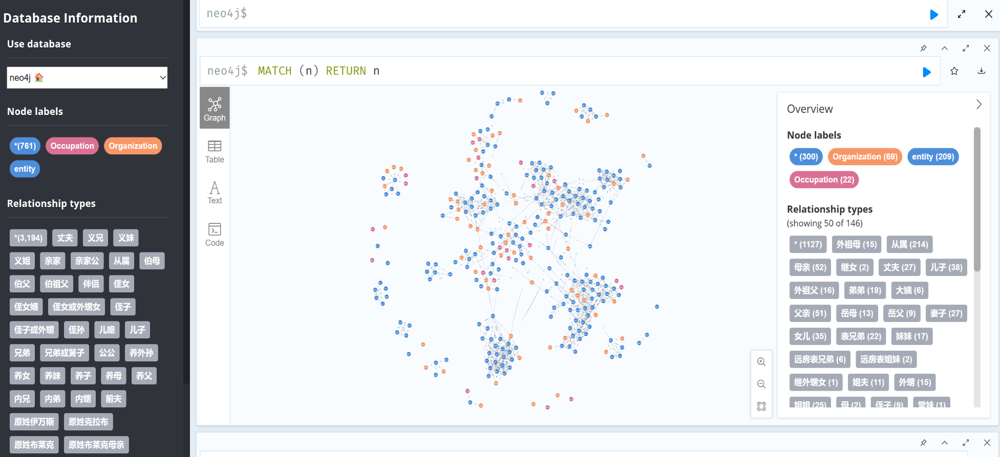 Database Information
Use database
neo4j 🏠
Node labels
*(761) Occupation Organization
entity
Relationship types
*(3,194) 丈夫 义兄 义妹
义姐 亲家 亲家公 从属 伯母
伯父 伯祖父 伴侣 侄女
侄女婿 侄女或外甥女 侄子
侄子或外甥 侄孙 儿媳 儿子
兄弟 兄弟或舅子 公公 养外孙
养女 养妹 养子 养母 养父
内兄 内弟 内甥 前夫
原姓伊万斯 原姓克拉布
原姓布莱克 原姓布莱克母亲
neo4j$
neo4j$ MATCH (n) RETURN n
Graph
Table
Text
Code
Overview
Node labels
* (300) Organization (69) entity (209)
Occupation (22)
Relationship types
(showing 50 of 146)
* (1127) 外祖母 (15) 从属 (214)
母亲 (52) 继女 (2) 丈夫 (27) 儿子 (38)
外祖父 (16) 弟弟 (18) 大姨 (6)
父亲 (51) 岳母 (13) 岳父 (9) 妻子 (27)
女儿 (35) 表兄弟 (22) 妹妹 (17)
远房表兄弟 (6) 远房表姐妹 (2)
继外甥女 (1) 姐夫 (11) 外甥 (15)
姐姐 (25) 母 (2) 侄子 (9) 堂妹 (1)